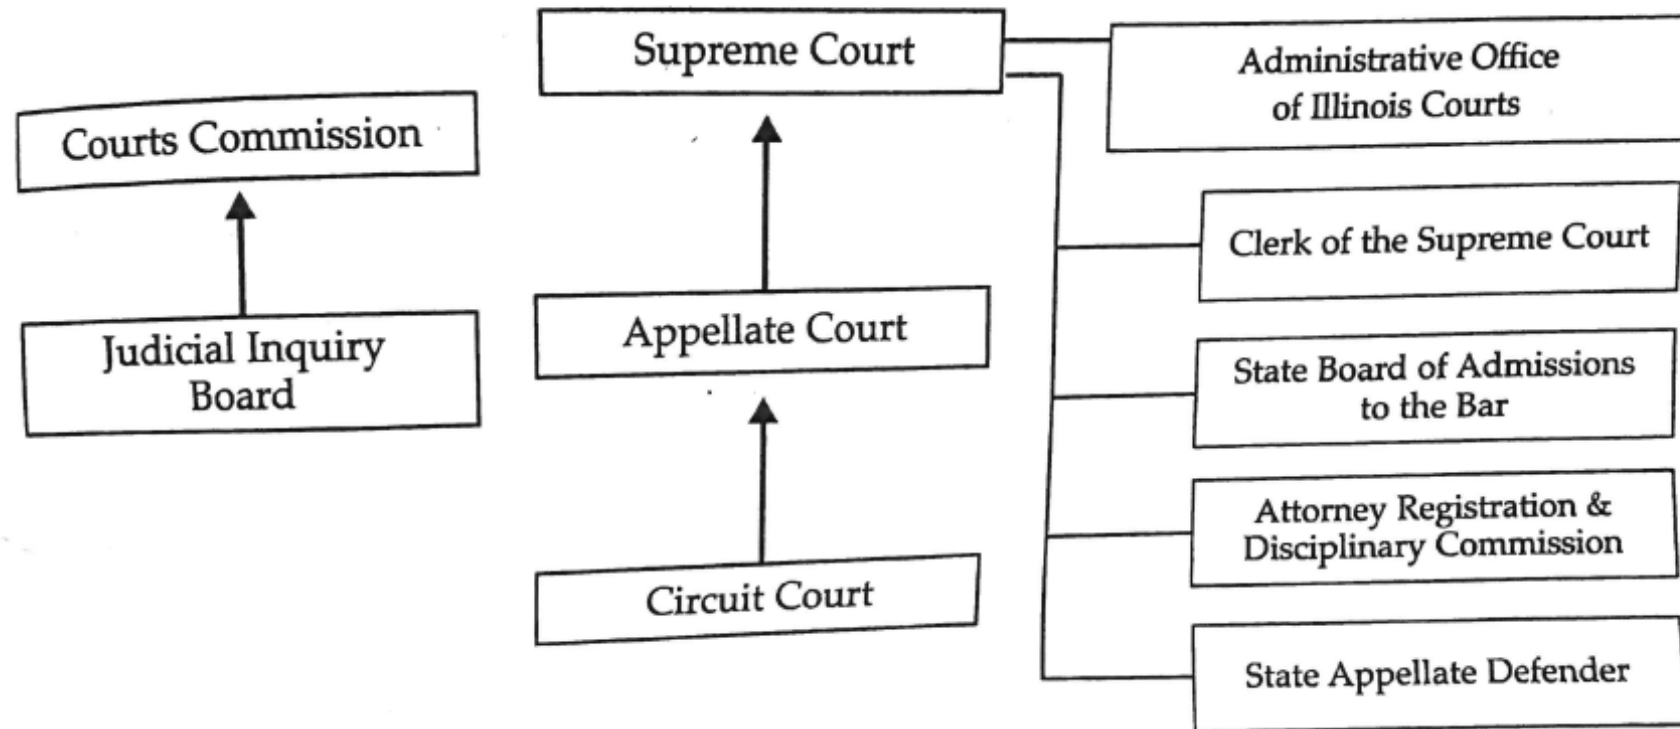 Supreme Court
Administrative Office
of Illinois Courts
Courts Commission
Clerk of the Supreme Court
Judicial Inquiry
Board
Appellate Court
State Board of Admissions
to the Bar
Attorney Registration &
Disciplinary Commission
Circuit Court
State Appellate Defender